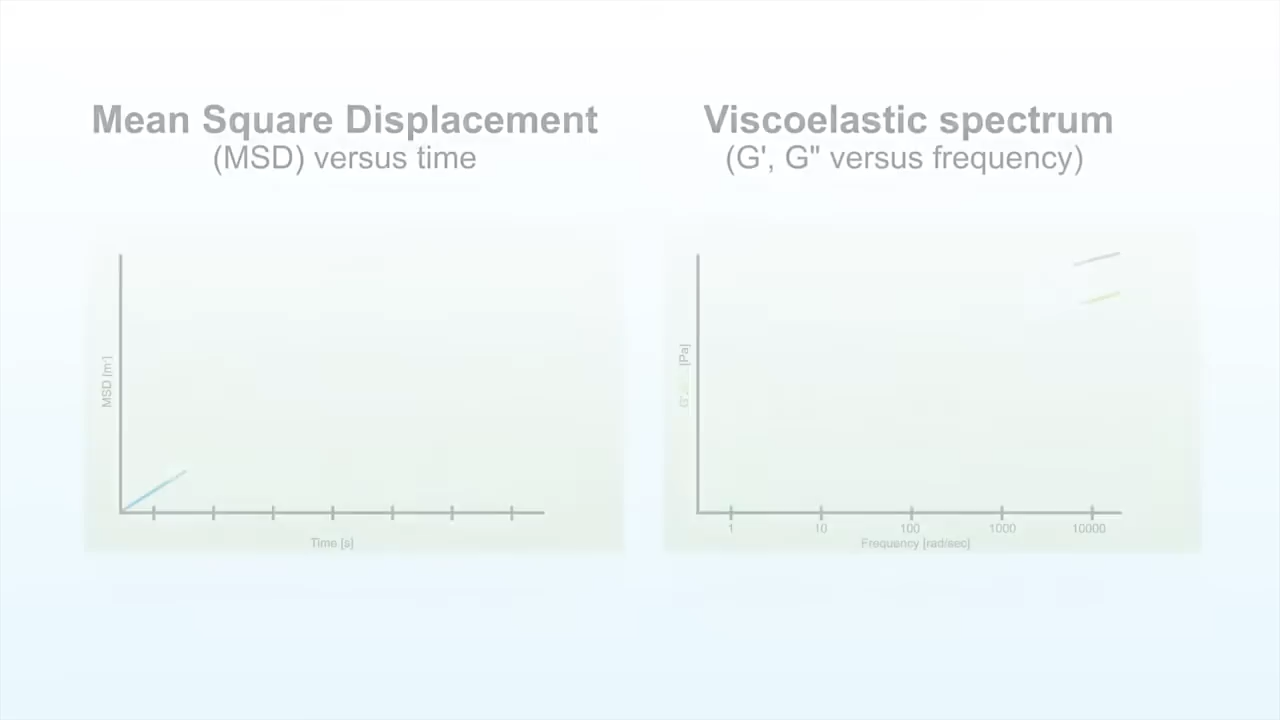 Mean Square Displacement
(MSD) versus time
Viscoelastic spectrum
(G', G" versus frequency)
MSD
Time [s]
G' [Pa]
1 10 100 1000 10000
Frequency [rad/sec]